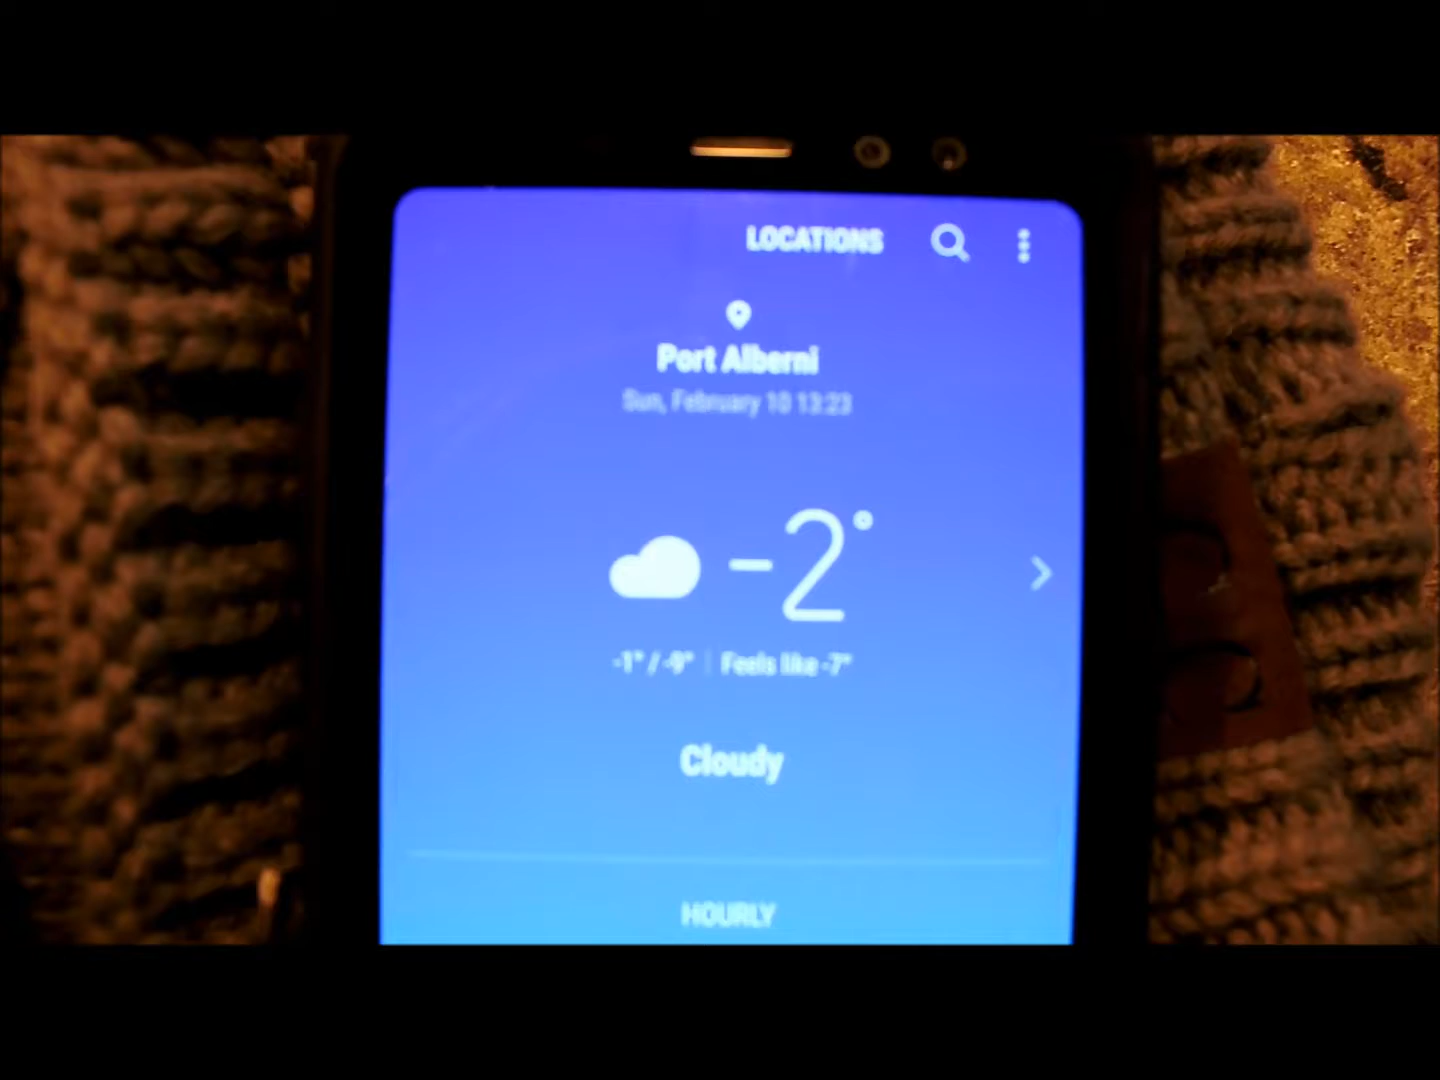 LOCATIONS
Port Alberni
Sun, February 10 13:23
-2°
-1° / -9° | Feels like -7°
Cloudy
HOURLY